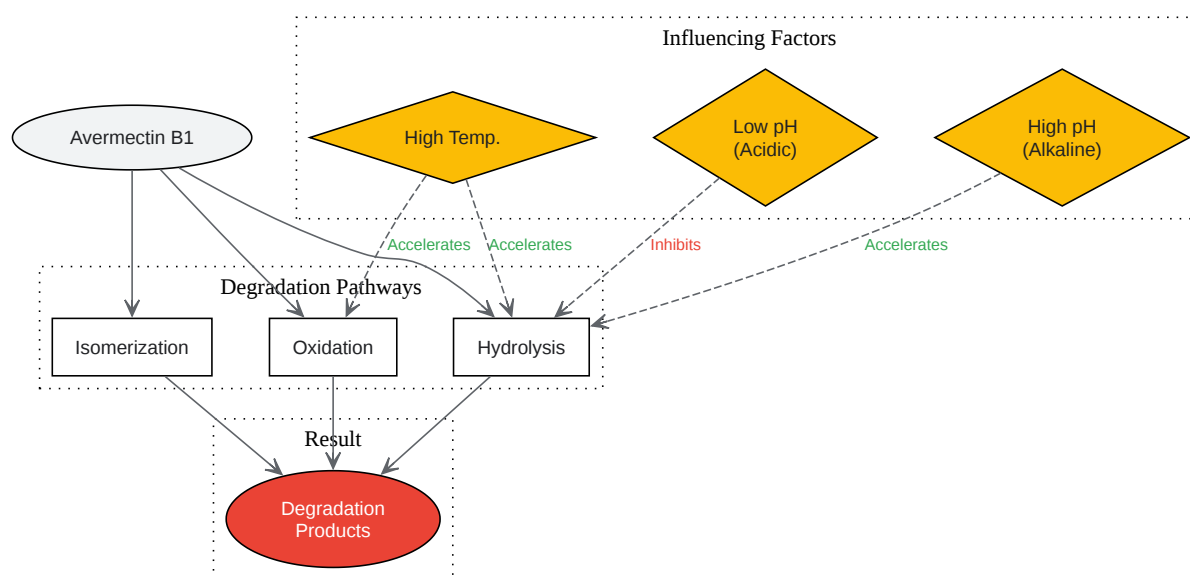 Influencing Factors
Avermectin B1
High Temp.
Low pH
(Acidic)
High pH
(Alkaline)
Accelerates
Accelerates
Inhibits
Accelerates
Degradation Pathways
Isomerization
Oxidation
Hydrolysis
Result
Degradation
Products